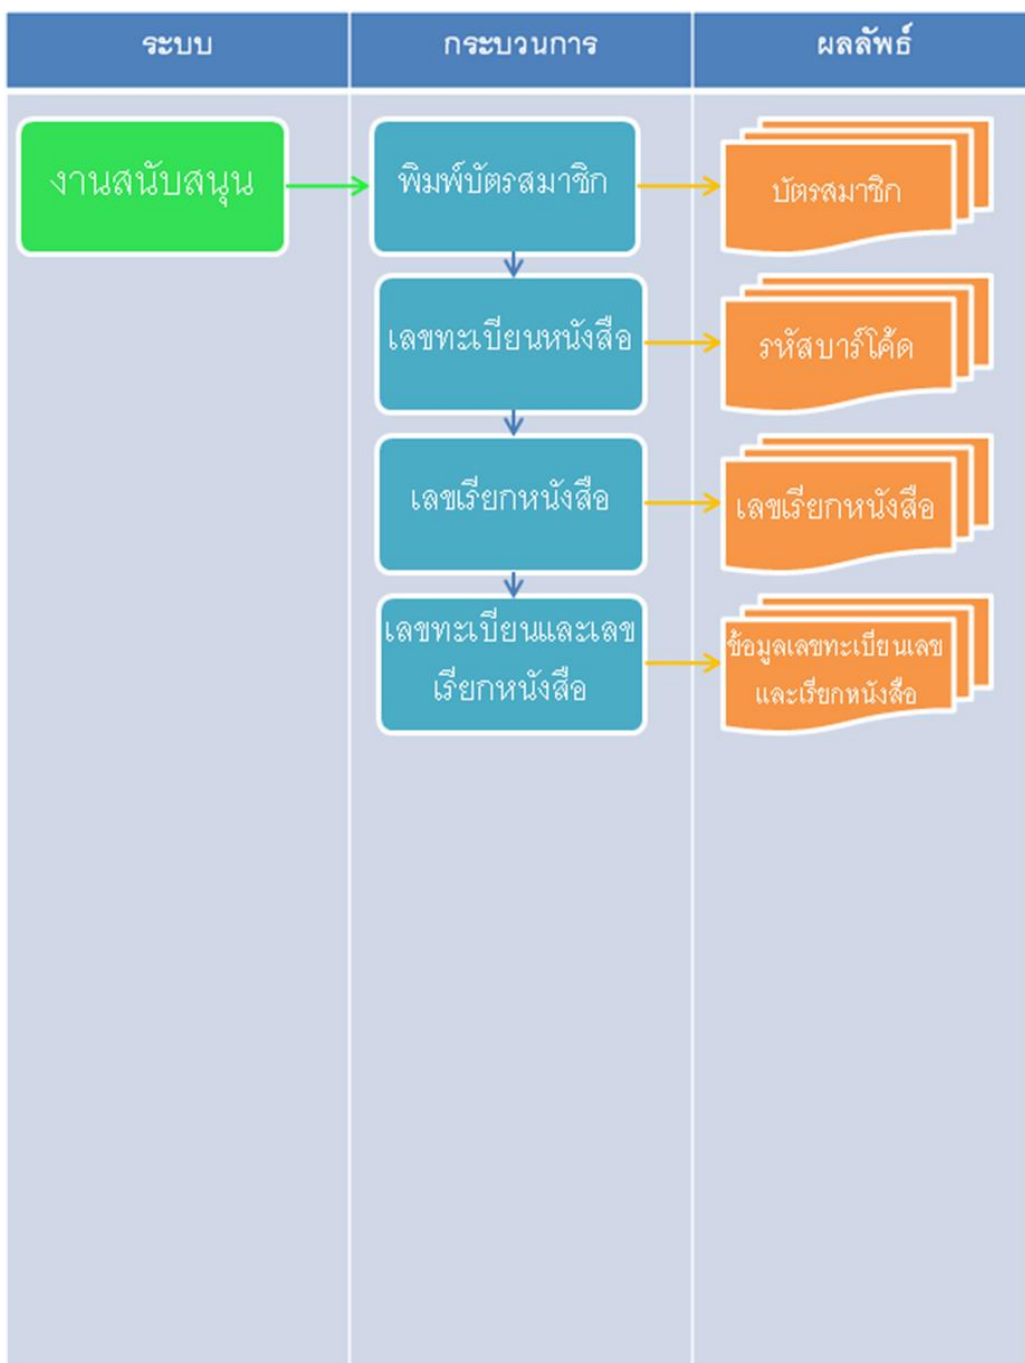 ระบบ
กระบวนการ
ผลลัพธ์
งานสนับสนุน
พิมพ์บัตรสมาชิก
บัตรสมาชิก
เลขทะเบียนหนังสือ
รหัสบาร์โค้ด
เลขเรียกหนังสือ
เลขเรียกหนังสือ
เลขทะเบียนและเลข
เรียกหนังสือ
ข้อมูลเลขทะเบียนเลข
และเรียกหนังสือ